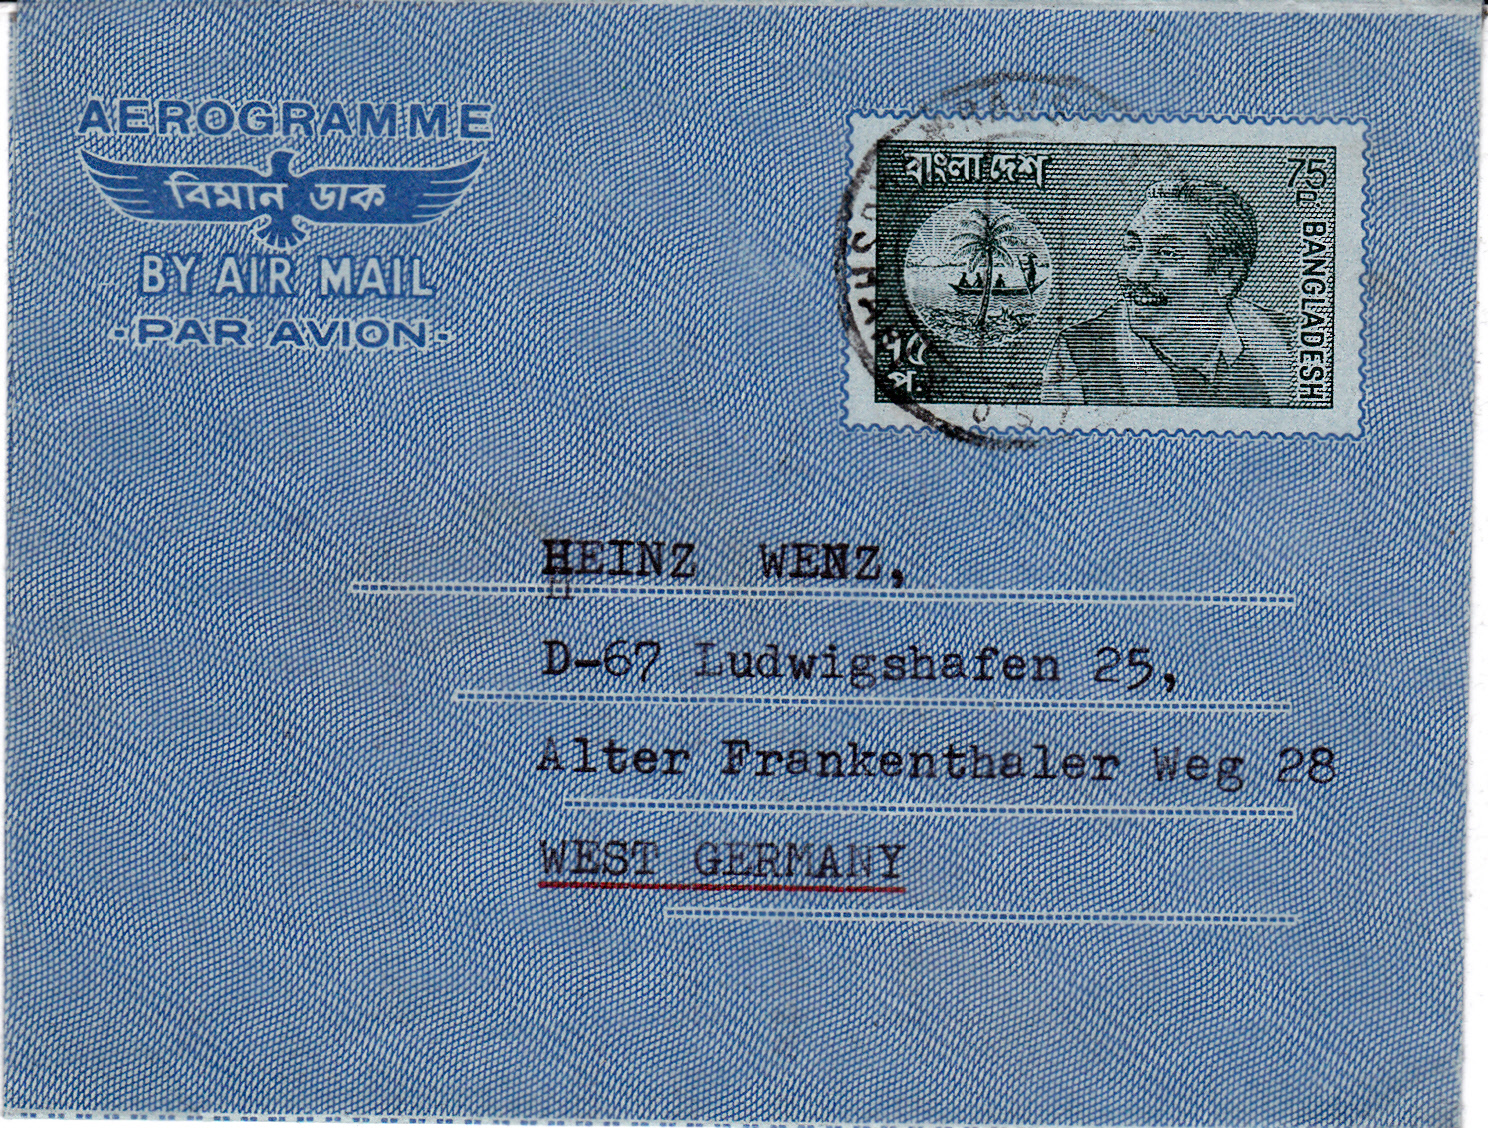 AEROGRAMME
বিমান ডাক
BY AIR MAIL
-PAR AVION-
বাংলাদেশ
75p.
BANGLADESH
৭৫
প.
HEINZ WENZ,
D-67 Ludwigshafen 25,
Alter Frankenthaler Weg 28
WEST GERMANY